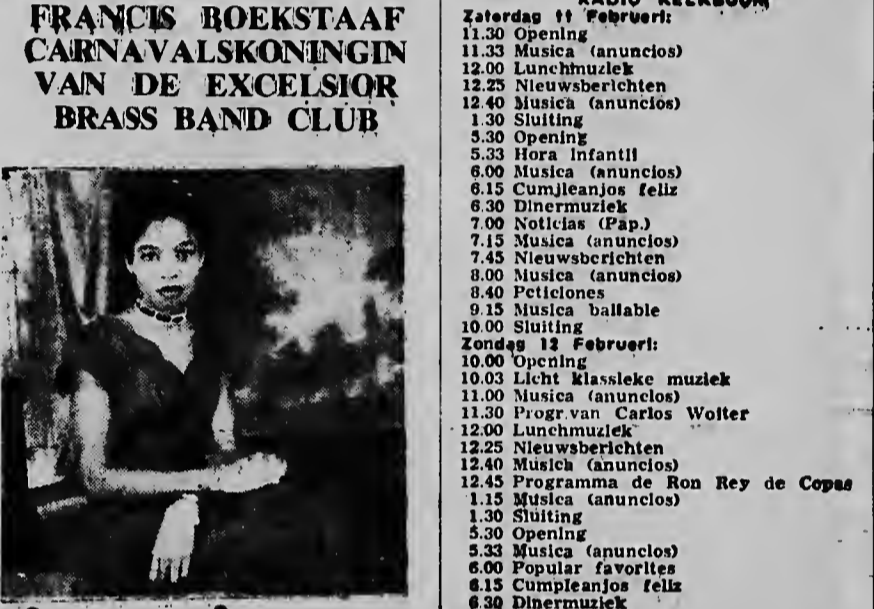 FRANCIS BOEKSTAAF
CARNAVALSKONINGIN
VAN DE EXCELSIOR
BRASS BAND CLUB
RADIO KELKBOOM
Zaterdag 11 Februari:
11.30 Opening
11.33 Musica (anuncios)
12.00 Lunchmuziek
12.25 Nieuwsberichten
12.40 Musica (anuncios)
1.30 Sluiting
5.30 Opening
5.33 Hora Infantil
6.00 Musica (anuncios)
6.15 Cumjleanjos feliz
6.30 Dinermuziek
7.00 Noticias (Pap.)
7.15 Musica (anuncios)
7.45 Nieuwsberichten
8.00 Musica (anuncios)
8.40 Peticiones
9.15 Musica bailable
10.00 Sluiting
Zondag 12 Februari:
10.00 Opening
10.03 Licht klassieke muziek
11.00 Musica (anuncios)
11.30 Progr.van Carlos Wolter
12.00 Lunchmuziek
12.25 Nieuwsberichten
12.40 Musica (anuncios)
12.45 Programma de Ron Rey de Copas
1.15 Musica (anuncios)
1.30 Sluiting
5.30 Opening
5.33 Musica (anuncios)
6.00 Popular favorites
6.15 Cumpleanjos feliz
6.30 Dinermuziek